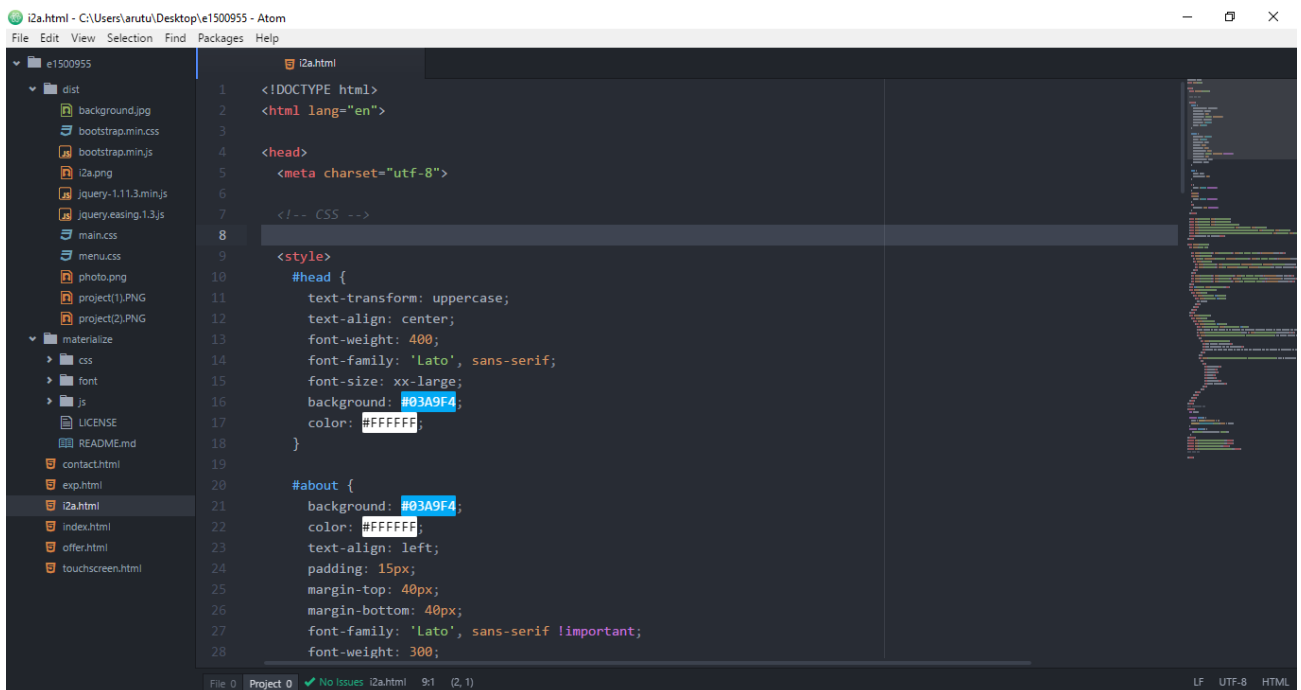 i2a.html - C:\Users\arutu\Desktop\e1500955 - Atom
File Edit View Selection Find Packages Help
e1500955
dist
background.jpg
bootstrap.min.css
bootstrap.min.js
i2a.png
jquery-1.11.3.min.js
jquery.easing.1.3.js
main.css
menu.css
photo.png
project(1).PNG
project(2).PNG
materialize
css
font
js
LICENSE
README.md
contact.html
exp.html
i2a.html
index.html
offer.html
touchscreen.html
i2a.html
1 <!DOCTYPE html>
2 <html lang="en">
3
4 <head>
5 <meta charset="utf-8">
6
7 <!-- CSS -->
8
9 <style>
10 #head {
11 text-transform: uppercase;
12 text-align: center;
13 font-weight: 400;
14 font-family: 'Lato', sans-serif;
15 font-size: xx-large;
16 background: #03A9F4;
17 color: #FFFFFF;
18 }
19
20 #about {
21 background: #03A9F4;
22 color: #FFFFFF;
23 text-align: left;
24 padding: 15px;
25 margin-top: 40px;
26 margin-bottom: 40px;
27 font-family: 'Lato', sans-serif !important;
28 font-weight: 300;
File 0 Project 0 No Issues i2a.html 9:1 (2, 1) LF UTF-8 HTML